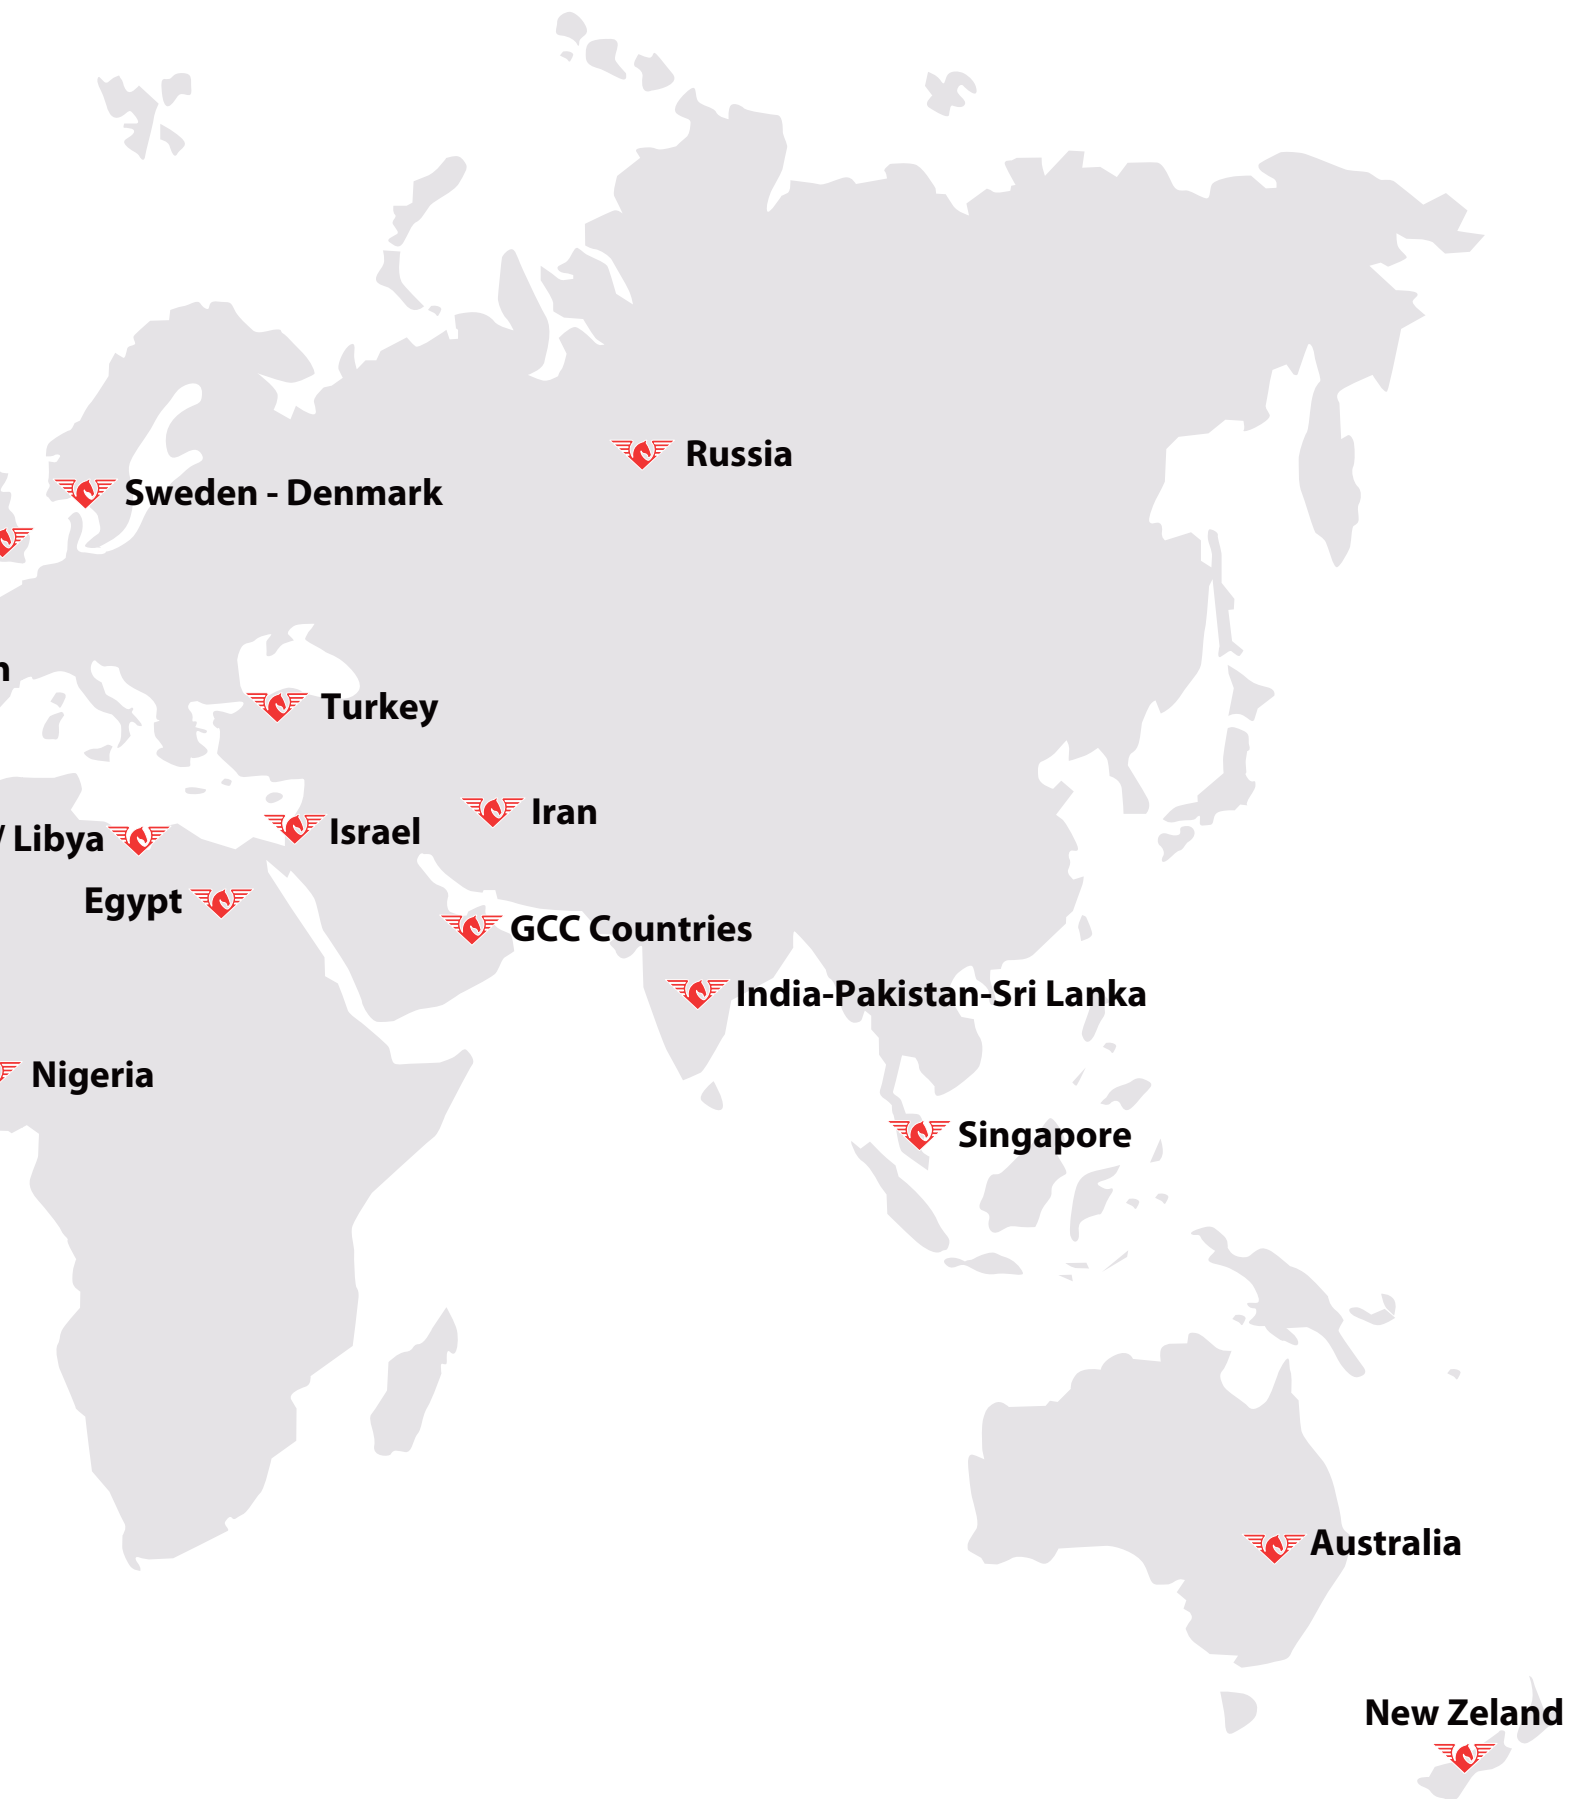 Russia
Sweden - Denmark
n
Turkey
Iran
/ Libya
Israel
Egypt
GCC Countries
India-Pakistan-Sri Lanka
Nigeria
Singapore
Australia
New Zeland